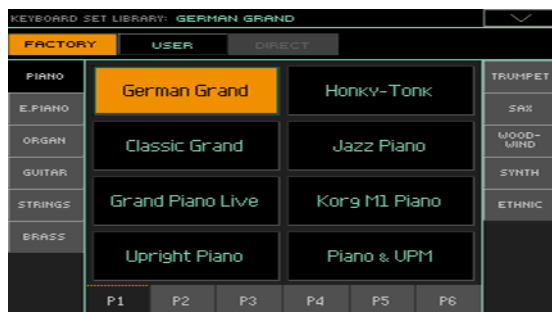 KEYBOARD SET LIBRARY: GERMAN GRAND
FACTORY USER DIRECT
PIANO
E.PIANO
ORGAN
GUITAR
STRINGS
BRASS
German Grand Honky-Tonk
Classic Grand Jazz Piano
Grand Piano Live Korg M1 Piano
Upright Piano Piano & UPM
TRUMPET
SAX
WOOD-
WIND
SYNTH
ETHNIC
P1 P2 P3 P4 P5 P6